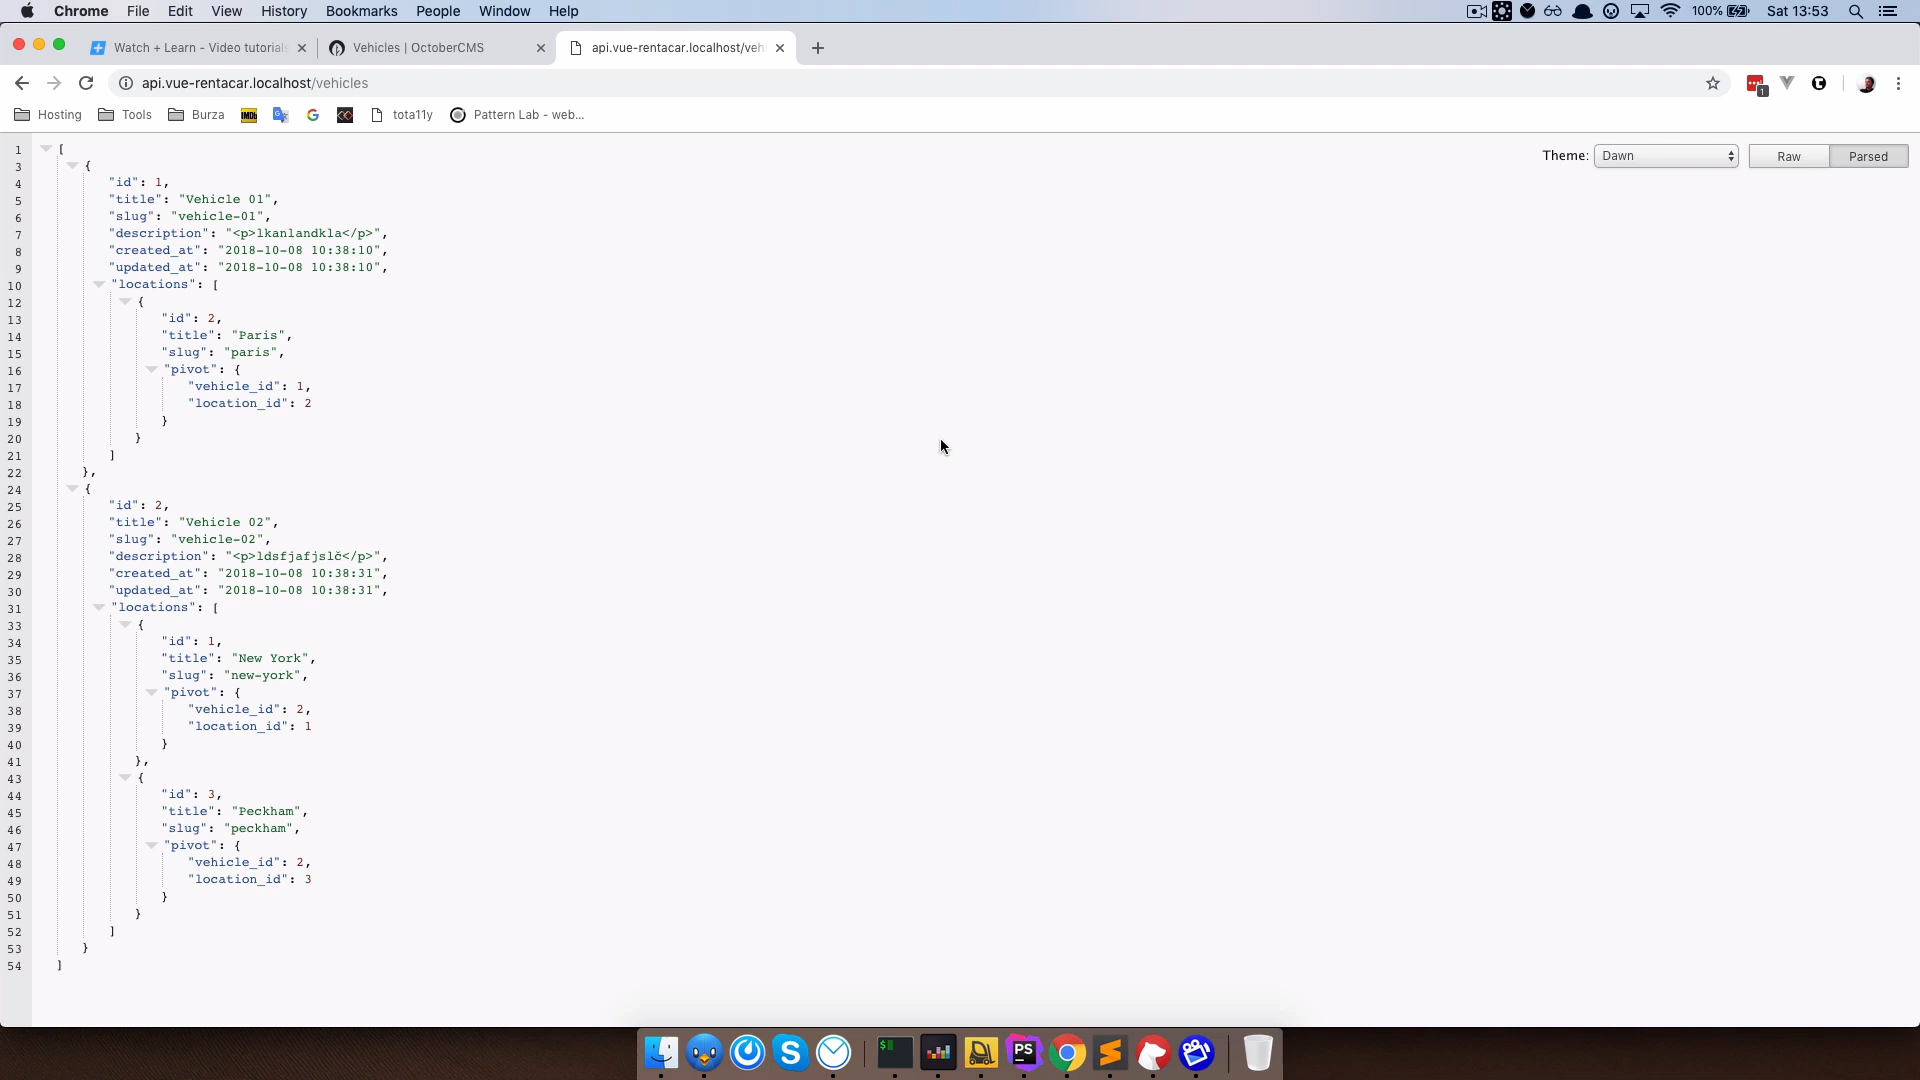 Chrome File Edit View History Bookmarks People Window Help 100% Sat 13:53
Watch + Learn - Video tutorials Vehicles | OctoberCMS api.vue-rentacar.localhost/veh
api.vue-rentacar.localhost/vehicles 1
Hosting Tools Burza IMDb tota11y Pattern Lab - web...
Theme: Dawn Raw Parsed
1 [
3 {
4 "id": 1,
5 "title": "Vehicle 01",
6 "slug": "vehicle-01",
7 "description": "<p>lkanlandkla</p>",
8 "created_at": "2018-10-08 10:38:10",
9 "updated_at": "2018-10-08 10:38:10",
10 "locations": [
12 {
13 "id": 2,
14 "title": "Paris",
15 "slug": "paris",
16 "pivot": {
17 "vehicle_id": 1,
18 "location_id": 2
19 }
20 }
21 ]
22 },
24 {
25 "id": 2,
26 "title": "Vehicle 02",
27 "slug": "vehicle-02",
28 "description": "<p>ldsfjafjslč</p>",
29 "created_at": "2018-10-08 10:38:31",
30 "updated_at": "2018-10-08 10:38:31",
31 "locations": [
33 {
34 "id": 1,
35 "title": "New York",
36 "slug": "new-york",
37 "pivot": {
38 "vehicle_id": 2,
39 "location_id": 1
40 }
41 },
43 {
44 "id": 3,
45 "title": "Peckham",
46 "slug": "peckham",
47 "pivot": {
48 "vehicle_id": 2,
49 "location_id": 3
50 }
51 }
52 ]
53 }
54 ]
$ PS